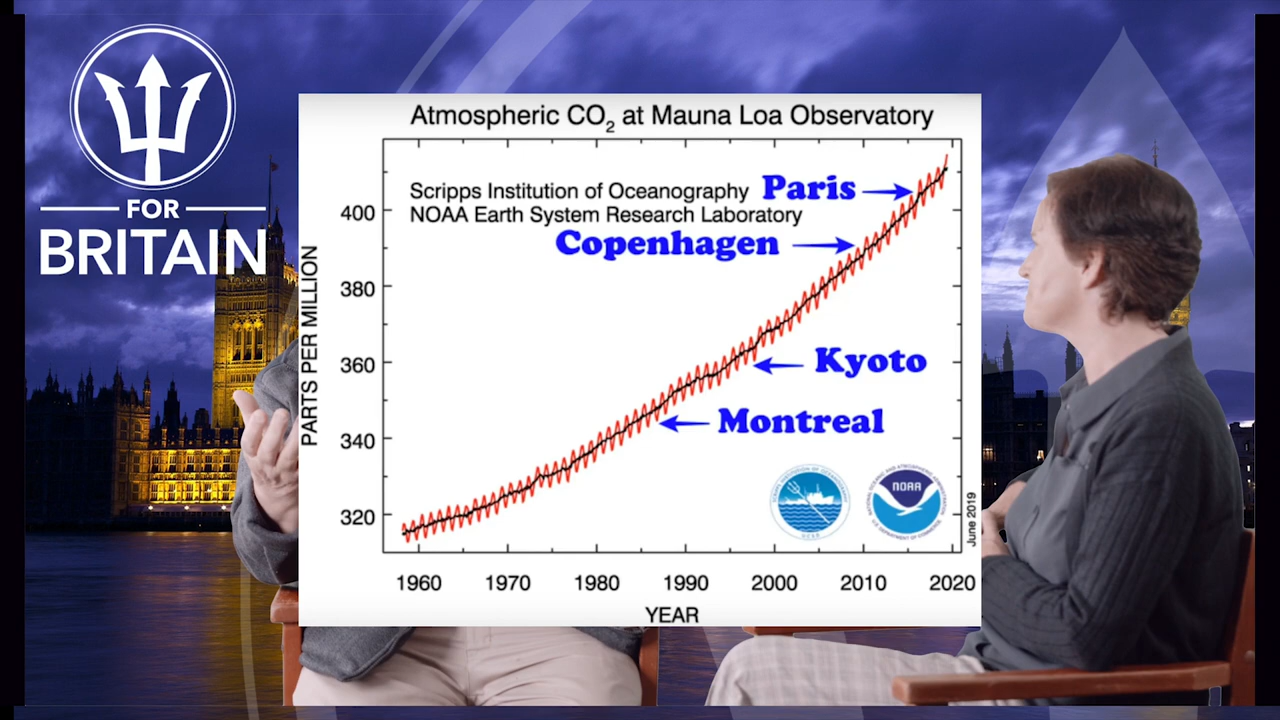 FOR
BRITAIN
Atmospheric CO2 at Mauna Loa Observatory
Scripps Institution of Oceanography
NOAA Earth System Research Laboratory
Paris
Copenhagen
Kyoto
Montreal
PARTS PER MILLION
400
380
360
340
320
NOAA
June 2019
1960 1970 1980 1990 2000 2010 2020
YEAR